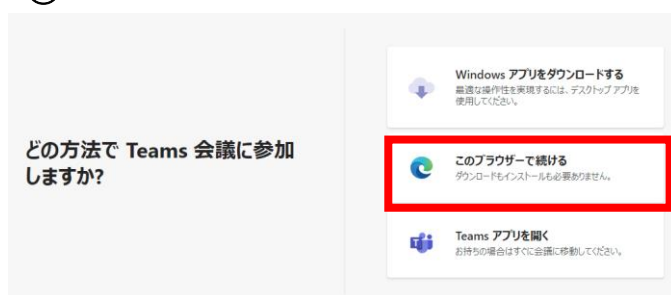 どの方法で Teams 会議に参加
しますか?
Windows アプリをダウンロードする
最適な操作性を実現するには、デスクトップ アプリを
使用してください。
このブラウザーで続ける
ダウンロードもインストールも必要ありません。
Teams アプリを開く
お持ちの場合はすぐに会議に移動してください。